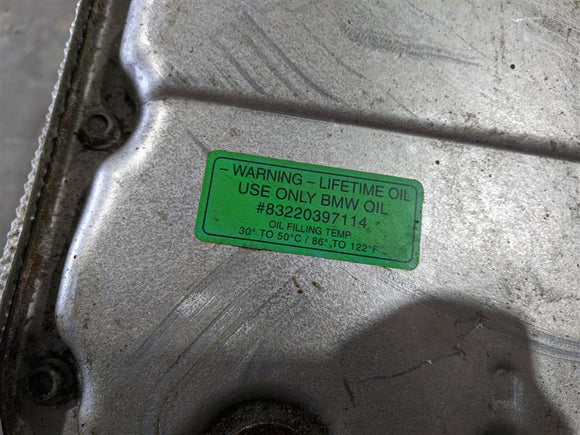 – WARNING – LIFETIME OIL
USE ONLY BMW OIL
#83220397114
OIL FILLING TEMP.
30° TO 50°C / 86° TO 122°F